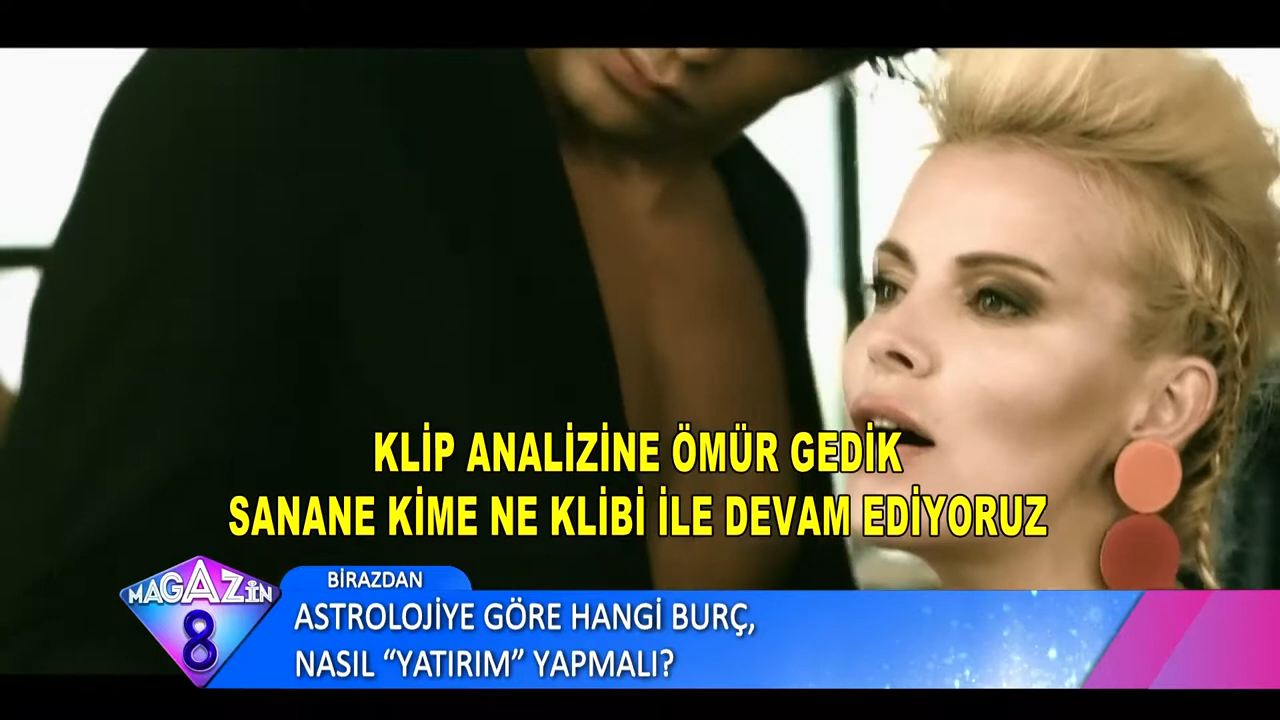 KLİP ANALİZİNE ÖMÜR GEDİK
SANANE KİME NE KLİBİ İLE DEVAM EDİYORUZ
BİRAZDAN
MAGAZİN
8
ASTROLOJİYE GÖRE HANGİ BURÇ,
NASIL “YATIRIM” YAPMALI?